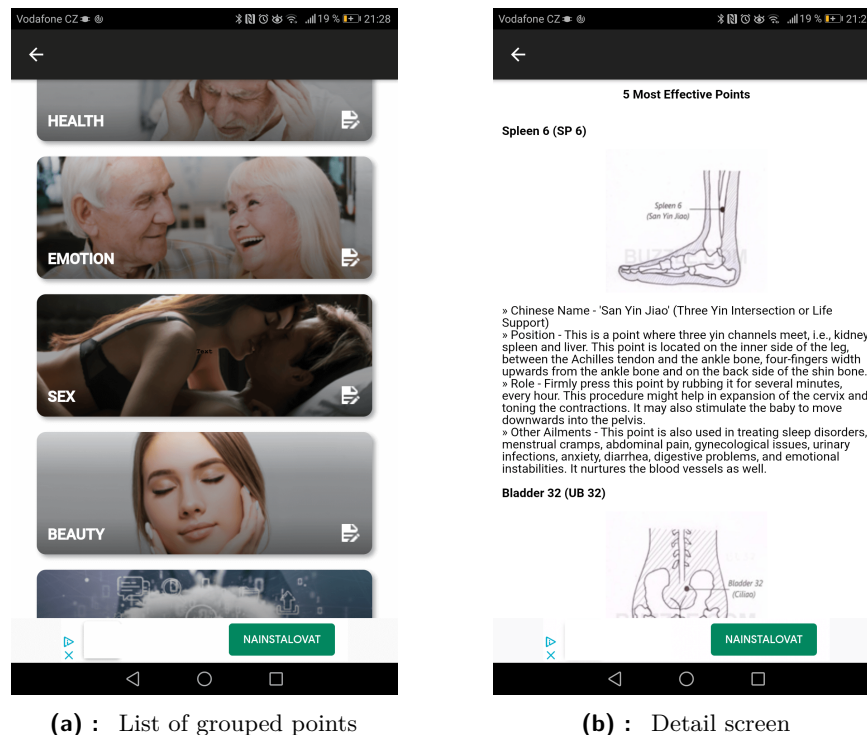 Vodafone CZ 19 % 21:28
HEALTH
EMOTION
Text
SEX
BEAUTY
NAINSTALOVAT
(a) : List of grouped points
Vodafone CZ 19 % 21:2
5 Most Effective Points
Spleen 6 (SP 6)
Spleen 6
(San Yin Jiao)
» Chinese Name - 'San Yin Jiao' (Three Yin Intersection or Life
Support)
» Position - This is a point where three yin channels meet, i.e., kidney
spleen and liver. This point is located on the inner side of the leg,
between the Achilles tendon and the ankle bone, four-fingers width
upwards from the ankle bone and on the back side of the shin bone.
» Role - Firmly press this point by rubbing it for several minutes,
every hour. This procedure might help in expansion of the cervix and
toning the contractions. It may also stimulate the baby to move
downwards into the pelvis.
» Other Ailments - This point is also used in treating sleep disorders,
menstrual cramps, abdominal pain, gynecological issues, urinary
infections, anxiety, diarrhea, digestive problems, and emotional
instabilities. It nurtures the blood vessels as well.
Bladder 32 (UB 32)
Bladder 32
(Ciliao)
NAINSTALOVAT
(b) : Detail screen